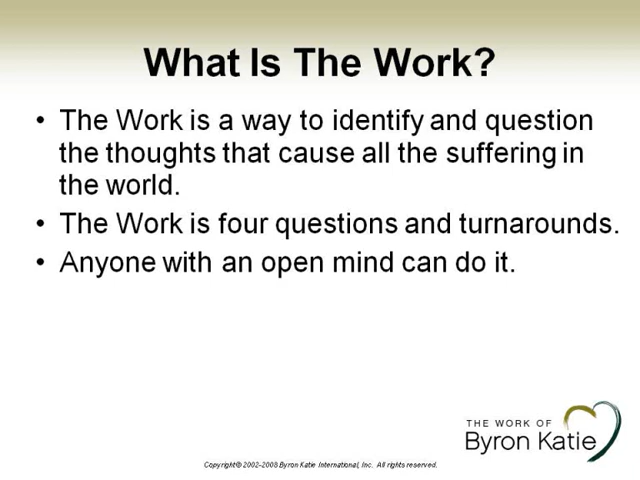 What Is The Work?
• The Work is a way to identify and question
the thoughts that cause all the suffering in
the world.
• The Work is four questions and turnarounds.
• Anyone with an open mind can do it.
THE WORK OF
Byron Katie
Copyright© 2002-2008 Byron Katie International, Inc. All rights reserved.